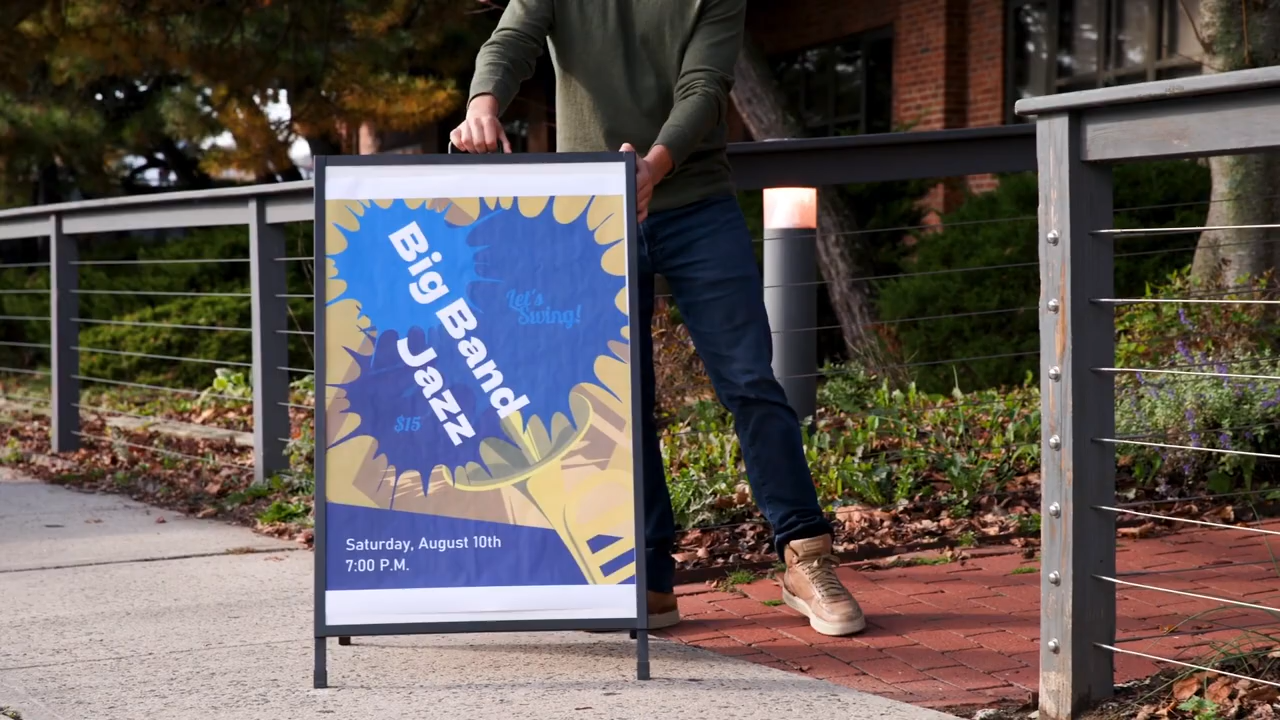 Big Band
Jazz
Let's
Swing!
$15
Saturday, August 10th
7:00 P.M.